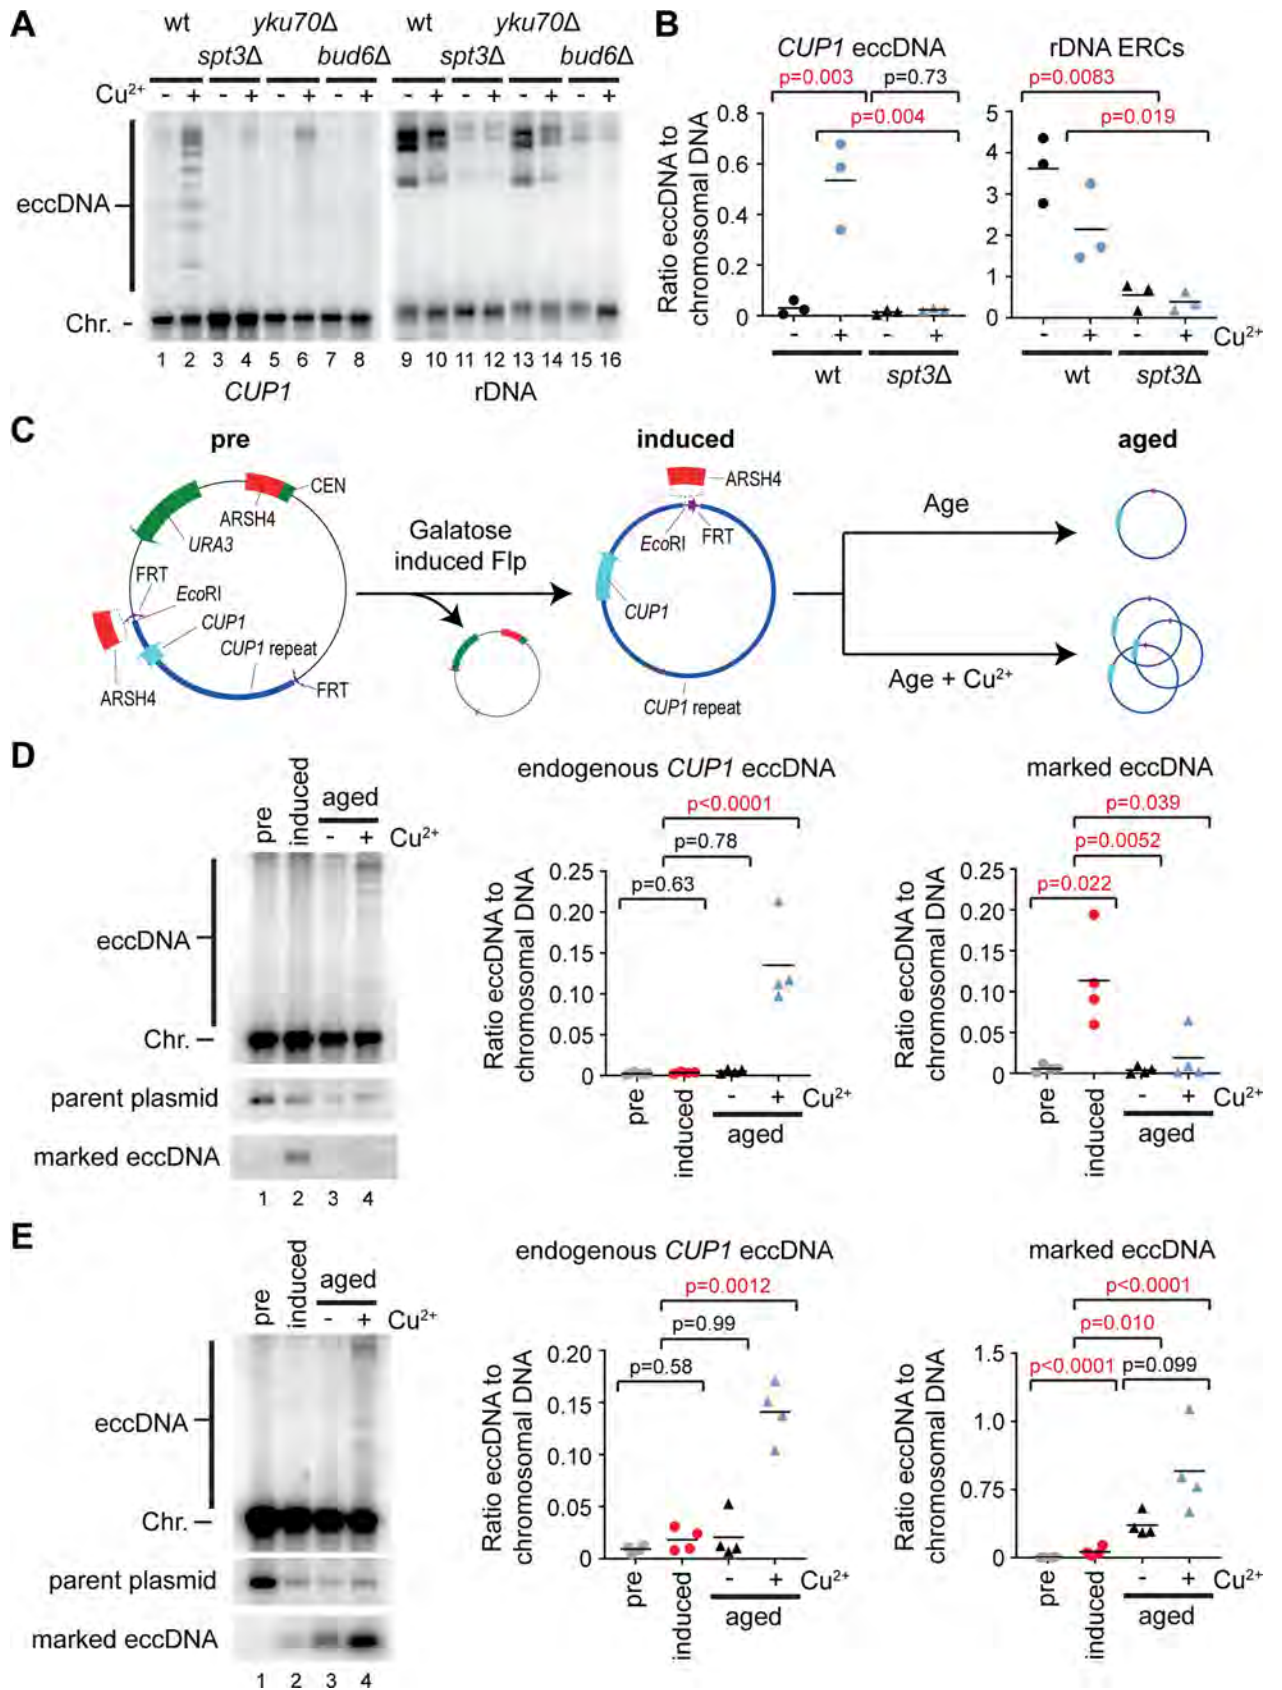 A
wt yku70Δ wt yku70Δ
spt3Δ bud6Δ spt3Δ bud6Δ
Cu2+ - + - + - + - + - + - + - + - +
eccDNA
Chr. -
1 2 3 4 5 6 7 8 9 10 11 12 13 14 15 16
CUP1 rDNA
B
CUP1 eccDNA rDNA ERCs
p=0.003 p=0.73 p=0.0083
p=0.004 p=0.019
Ratio eccDNA to
chromosomal DNA
0.8
0.6
0.4
0.2
0
5
4
3
2
1
0
- + - + - + - + Cu2+
wt spt3Δ wt spt3Δ
C
pre induced aged
CEN
ARSH4
URA3
FRT
EcoRI
CUP1
CUP1 repeat
ARSH4
FRT
Galatose
induced Flp
ARSH4
EcoRI
FRT
CUP1
CUP1 repeat
Age
Age + Cu2+
D
pre induced aged
- + Cu2+
eccDNA
Chr.
parent plasmid
marked eccDNA
1 2 3 4
endogenous CUP1 eccDNA
p<0.0001
p=0.78
p=0.63
Ratio eccDNA to
chromosomal DNA
0.25
0.20
0.15
0.10
0.05
0
pre induced - + Cu2+
aged
marked eccDNA
p=0.039
p=0.0052
p=0.022
Ratio eccDNA to
chromosomal DNA
0.25
0.20
0.15
0.10
0.05
0
pre induced - + Cu2+
aged
E
pre induced aged
- + Cu2+
eccDNA
Chr.
parent plasmid
marked eccDNA
1 2 3 4
endogenous CUP1 eccDNA
p=0.0012
p=0.99
p=0.58
Ratio eccDNA to
chromosomal DNA
0.20
0.15
0.10
0.05
0
pre induced - + Cu2+
aged
marked eccDNA
p<0.0001
p=0.010
p<0.0001 p=0.099
Ratio eccDNA to
chromosomal DNA
1.5
1.0
0.75
0
pre induced - + Cu2+
aged